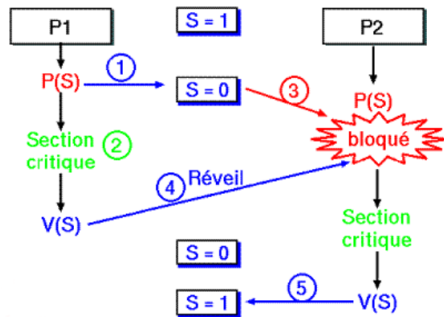 P1
S = 1
P2
P(S)
1
S = 0
3
P(S)
bloqué
Section
critique
2
4
Réveil
V(S)
Section
critique
S = 0
S = 1
5
V(S)